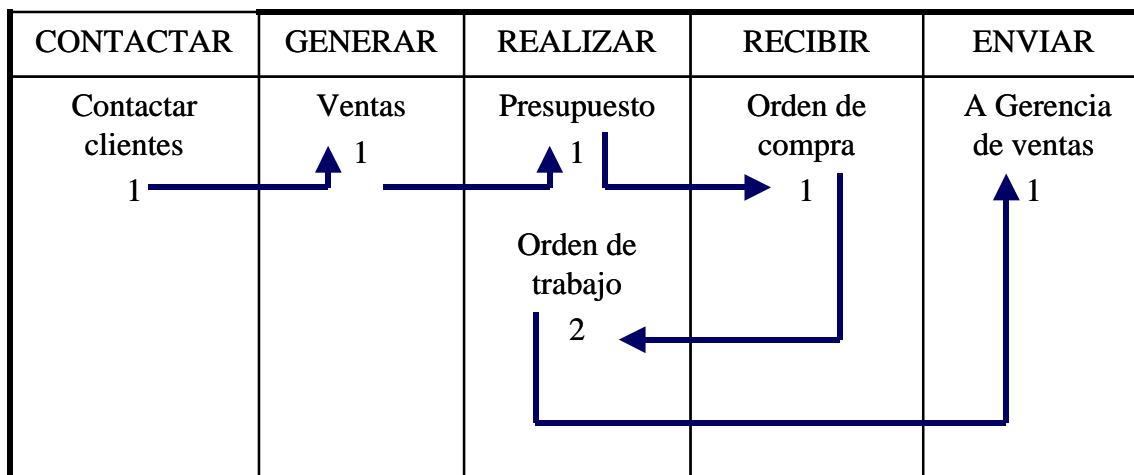 CONTACTAR GENERAR REALIZAR RECIBIR ENVIAR
Contactar
clientes
1
Ventas
1
Presupuesto
1
Orden de
compra
1
A Gerencia
de ventas
1
Orden de
trabajo
2